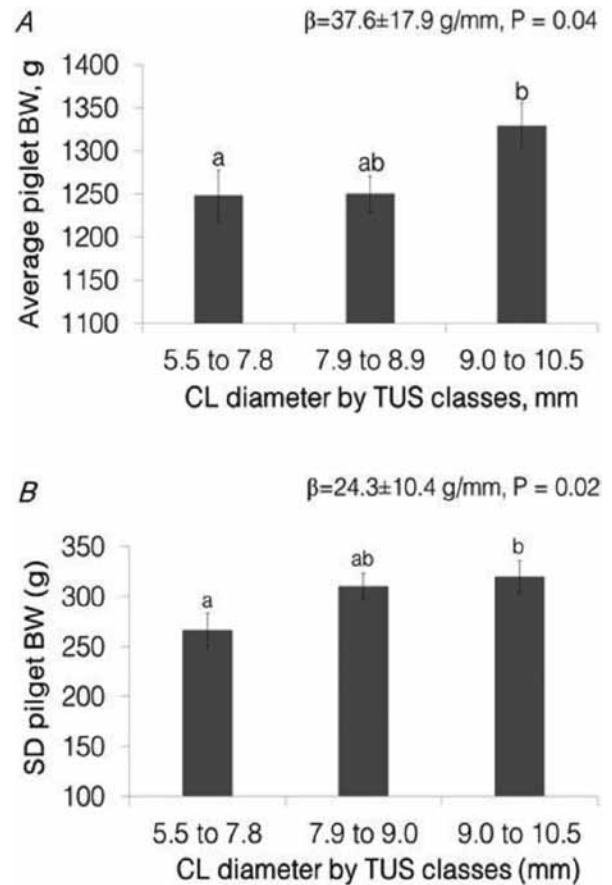 A
β=37.6±17.9 g/mm, P = 0.04
Average piglet BW, g
1400
1350
1300
1250
1200
1150
1100
a
ab
b
5.5 to 7.8
7.9 to 8.9
9.0 to 10.5
CL diameter by TUS classes, mm
B
β=24.3±10.4 g/mm, P = 0.02
SD pilget BW (g)
350
300
250
200
150
100
a
ab
b
5.5 to 7.8
7.9 to 9.0
9.0 to 10.5
CL diameter by TUS classes (mm)